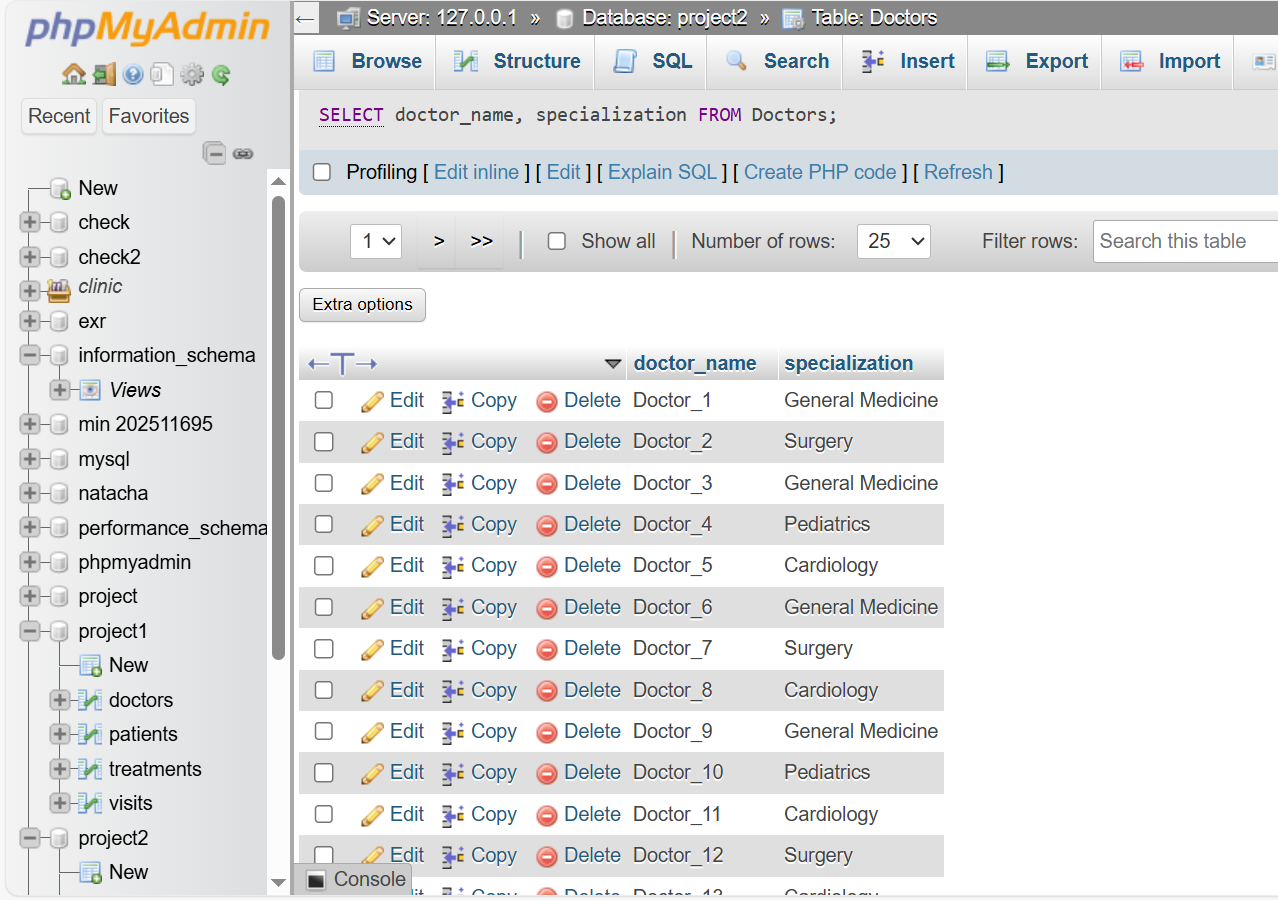 phpMyAdmin
Recent Favorites
New
check
check2
clinic
exr
information_schema
Views
min 202511695
mysql
natacha
performance_schema
phpmyadmin
project
project1
New
doctors
patients
treatments
visits
project2
New
← Server: 127.0.0.1 » Database: project2 » Table: Doctors
Browse Structure SQL Search Insert Export Import
SELECT doctor_name, specialization FROM Doctors;
Profiling [ Edit inline ] [ Edit ] [ Explain SQL ] [ Create PHP code ] [ Refresh ]
1 > >> | Show all | Number of rows: 25 Filter rows: Search this table
Extra options
←T→ doctor_name specialization
Edit Copy Delete Doctor_1 General Medicine
Edit Copy Delete Doctor_2 Surgery
Edit Copy Delete Doctor_3 General Medicine
Edit Copy Delete Doctor_4 Pediatrics
Edit Copy Delete Doctor_5 Cardiology
Edit Copy Delete Doctor_6 General Medicine
Edit Copy Delete Doctor_7 Surgery
Edit Copy Delete Doctor_8 Cardiology
Edit Copy Delete Doctor_9 General Medicine
Edit Copy Delete Doctor_10 Pediatrics
Edit Copy Delete Doctor_11 Cardiology
Edit Copy Delete Doctor_12 Surgery
Copy Delete Doctor_13 Cardiology
Console